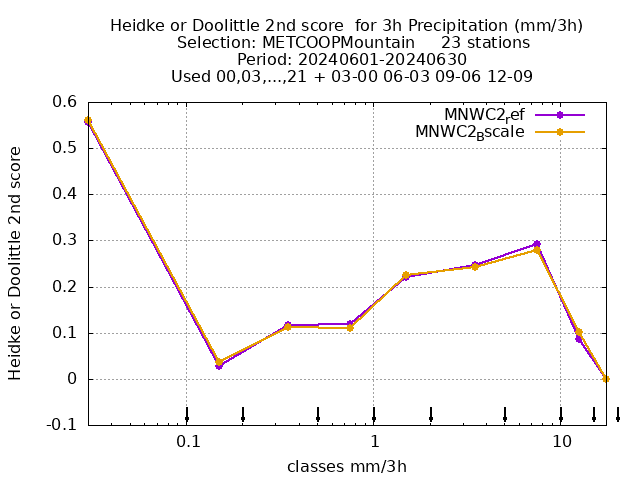 Heidke or Doolittle 2nd score  for 3h Precipitation (mm/3h)
Selection: METCOOPMountain     23 stations
Period: 20240601-20240630
Used 00,03,...,21 + 03-00 06-03 09-06 12-09
MNWC2_ref
MNWC2_Bscale
Heidke or Doolittle 2nd score
0.6
0.5
0.4
0.3
0.2
0.1
0
-0.1
0.1 1 10
classes mm/3h